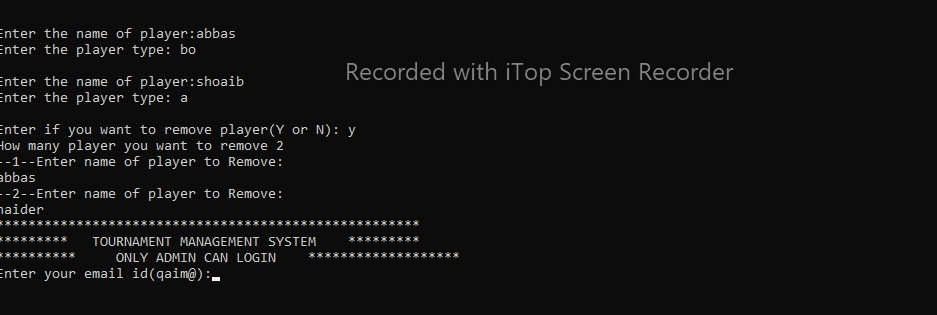 Enter the name of player:abbas
Enter the player type: bo
Recorded with iTop Screen Recorder
Enter the name of player:shoaib
Enter the player type: a
Enter if you want to remove player(Y or N): y
How many player you want to remove 2
--1--Enter name of player to Remove:
abbas
--2--Enter name of player to Remove:
haider
****************************************************
********* TOURNAMENT MANAGEMENT SYSTEM *********
********** ONLY ADMIN CAN LOGIN *******************
Enter your email id(qaim@):